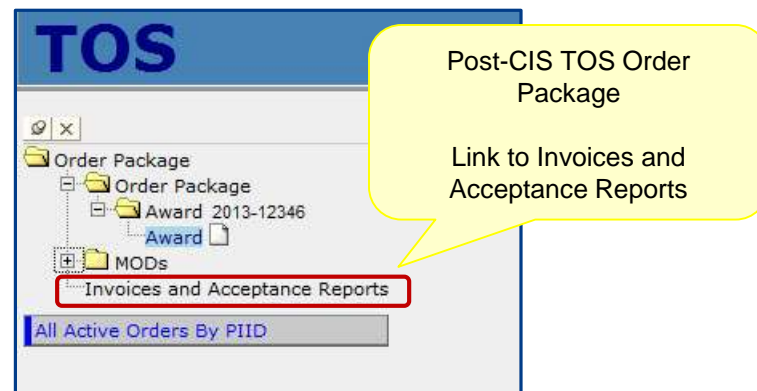 TOS
Post-CIS TOS Order
Package
Link to Invoices and
Acceptance Reports
Order Package
Order Package
Award 2013-12346
Award
MODs
Invoices and Acceptance Reports
All Active Orders By PIID